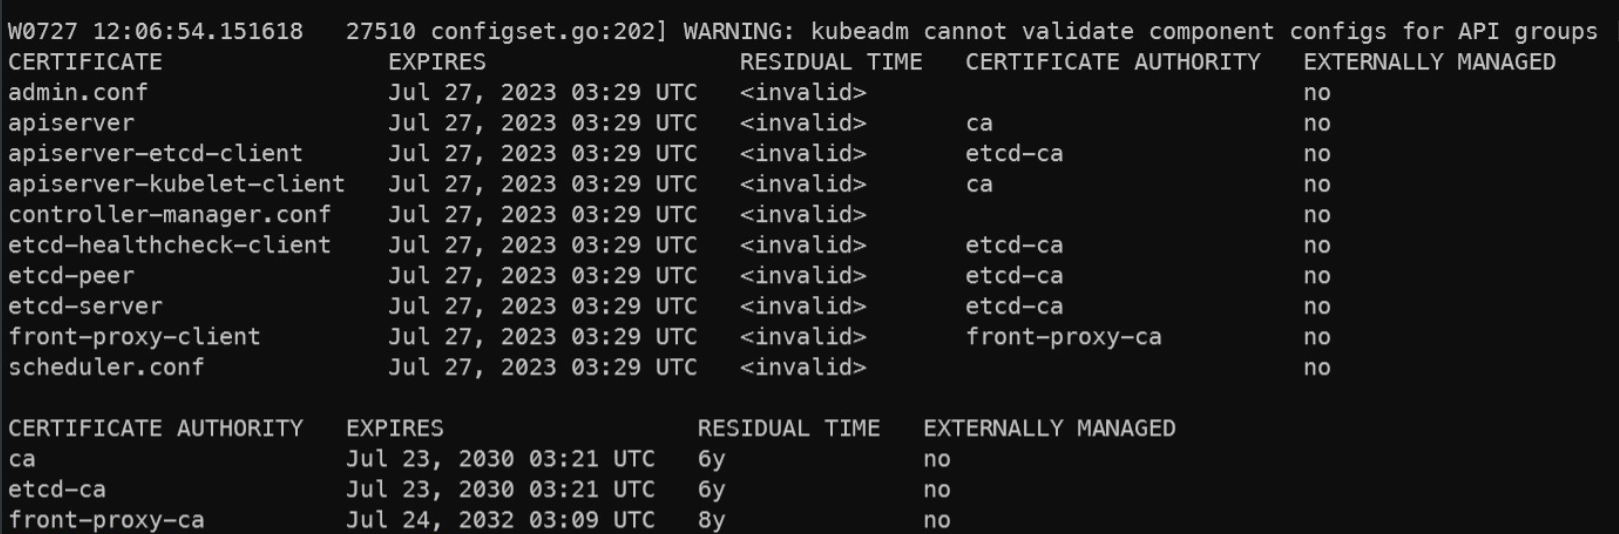 W0727 12:06:54.151618   27510 configset.go:202] WARNING: kubeadm cannot validate component configs for API groups
CERTIFICATE                EXPIRES                  RESIDUAL TIME   CERTIFICATE AUTHORITY   EXTERNALLY MANAGED
admin.conf                 Jul 27, 2023 03:29 UTC   <invalid>                               no
apiserver                  Jul 27, 2023 03:29 UTC   <invalid>       ca                      no
apiserver-etcd-client      Jul 27, 2023 03:29 UTC   <invalid>       etcd-ca                 no
apiserver-kubelet-client   Jul 27, 2023 03:29 UTC   <invalid>       ca                      no
controller-manager.conf    Jul 27, 2023 03:29 UTC   <invalid>                               no
etcd-healthcheck-client    Jul 27, 2023 03:29 UTC   <invalid>       etcd-ca                 no
etcd-peer                  Jul 27, 2023 03:29 UTC   <invalid>       etcd-ca                 no
etcd-server                Jul 27, 2023 03:29 UTC   <invalid>       etcd-ca                 no
front-proxy-client         Jul 27, 2023 03:29 UTC   <invalid>       front-proxy-ca          no
scheduler.conf             Jul 27, 2023 03:29 UTC   <invalid>                               no
CERTIFICATE AUTHORITY   EXPIRES                  RESIDUAL TIME   EXTERNALLY MANAGED
ca                      Jul 23, 2030 03:21 UTC   6y              no
etcd-ca                 Jul 23, 2030 03:21 UTC   6y              no
front-proxy-ca          Jul 24, 2032 03:09 UTC   8y              no